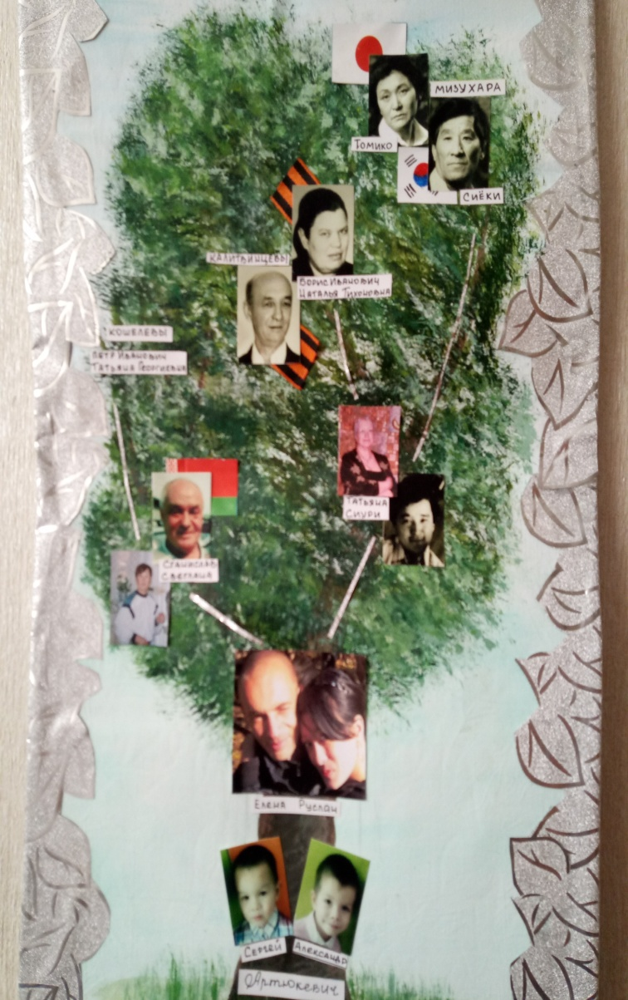 МИЗУХАРА
ТОМИКО
СИЁКИ
КАЛИТВИНЦЕВЫ
БОРИС ИВАНОВИЧ
НАТАЛЬЯ ТИХОНОВНА
КОШЕЛЕВЫ
ПЕТР ИВАНОВИЧ
ТАТЬЯНА ГЕОРГИЕВНА
ТАТЬЯНА
СИУРИ
СТАНИСЛАВ
СВЕТЛАНА
ЕЛЕНА РУСЛАН
СЕРГЕЙ
АЛЕКСАНДР
АРТЮКЕВИЧ